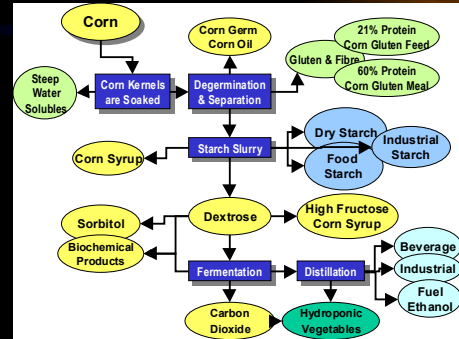 Corn
Corn Germ
Corn Oil
21% Protein
Corn Gluten Feed
Gluten & Fibre
60% Protein
Corn Gluten Meal
Steep
Water
Solubles
Corn Kernels
are Soaked
Degermination
& Separation
Corn Syrup
Starch Slurry
Dry Starch
Food
Starch
Industrial
Starch
Sorbitol
Biochemical
Products
Dextrose
High Fructose
Corn Syrup
Fermentation
Distillation
Beverage
Industrial
Fuel
Ethanol
Carbon
Dioxide
Hydroponic
Vegetables